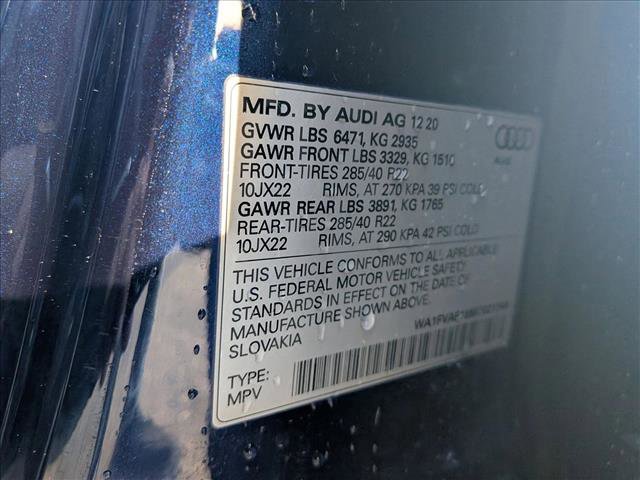 MFD. BY AUDI AG 12 20
GVWR LBS 6471, KG 2935
GAWR FRONT LBS 3329, KG 1510
FRONT-TIRES 285/40 R22
10JX22 RIMS, AT 270 KPA 39 PSI COLD
GAWR REAR LBS 3891, KG 1765
REAR-TIRES 285/40 R22
10JX22 RIMS, AT 290 KPA 42 PSI COLD
THIS VEHICLE CONFORMS TO ALL APPLICABLE
U.S. FEDERAL MOTOR VEHICLE SAFETY
STANDARDS IN EFFECT ON THE DATE OF
MANUFACTURE SHOWN ABOVE.
SLOVAKIA
TYPE:
MPV
Audi